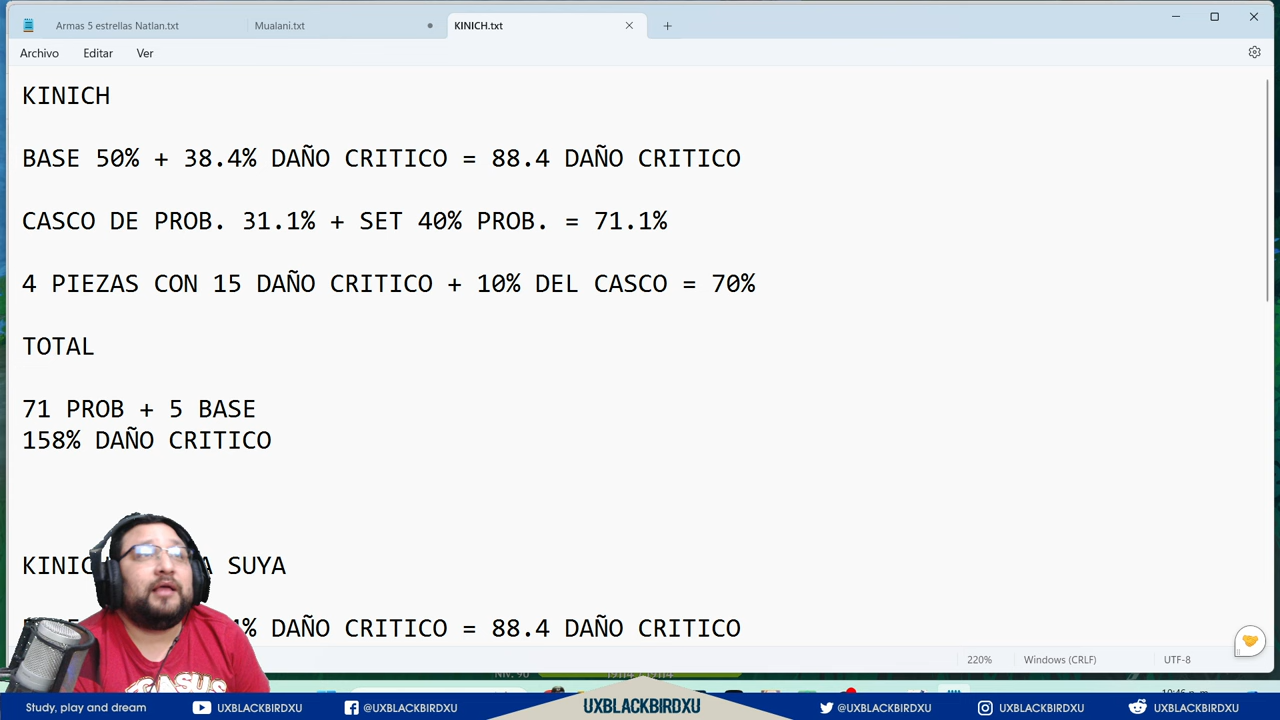 Armas 5 estrellas Natlan.txt
Mualani.txt
KINICH.txt
Archivo Editar Ver
KINICH
BASE 50% + 38.4% DAÑO CRITICO = 88.4 DAÑO CRITICO
CASCO DE PROB. 31.1% + SET 40% PROB. = 71.1%
4 PIEZAS CON 15 DAÑO CRITICO + 10% DEL CASCO = 70%
TOTAL
71 PROB + 5 BASE
158% DAÑO CRITICO
SUYA
DAÑO CRITICO = 88.4 DAÑO CRITICO
220% Windows (CRLF) UTF-8
Study, play and dream
UXBLACKBIRDXU
@UXBLACKBIRDXU
UXBLACKBIRDXU
@UXBLACKBIRDXU
UXBLACKBIRDXU
UXBLACKBIRDXU